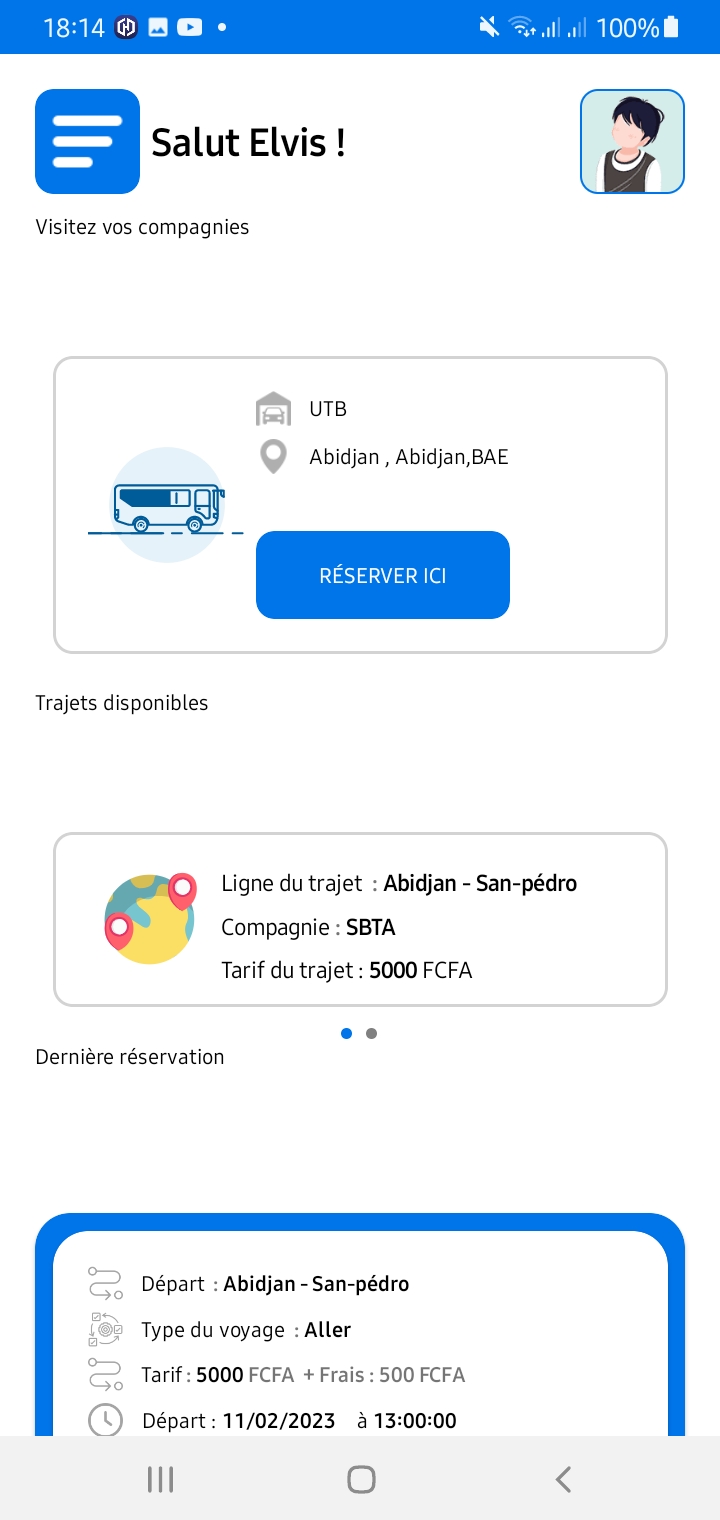 18:14 100%
Salut Elvis !
Visitez vos compagnies
UTB
Abidjan , Abidjan,BAE
RÉSERVER ICI
Trajets disponibles
Ligne du trajet : Abidjan - San-pédro
Compagnie : SBTA
Tarif du trajet : 5000 FCFA
Dernière réservation
Départ : Abidjan - San-pédro
Type du voyage : Aller
Tarif : 5000 FCFA + Frais : 500 FCFA
Départ : 11/02/2023 à 13:00:00